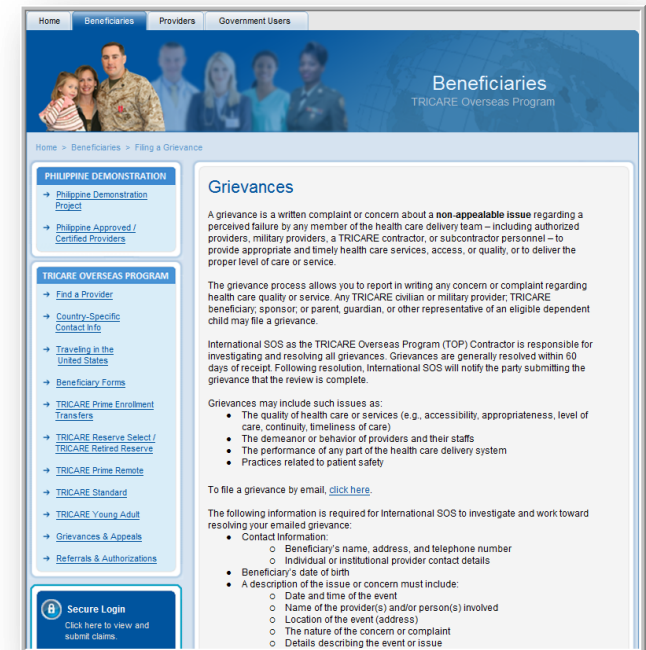 Home Beneficiaries Providers Government Users
Beneficiaries
TRICARE Overseas Program
Home > Beneficiaries > Filing a Grievance
PHILIPPINE DEMONSTRATION
Philippine Demonstration
Project
Philippine Approved /
Certified Providers
TRICARE OVERSEAS PROGRAM
Find a Provider
Country-Specific
Contact Info
Traveling in the
United States
Beneficiary Forms
TRICARE Prime Enrollment
Transfers
TRICARE Reserve Select /
TRICARE Retired Reserve
TRICARE Prime Remote
TRICARE Standard
TRICARE Young Adult
Grievances & Appeals
Referrals & Authorizations
Secure Login
Click here to view and
submit claims.
Grievances
A grievance is a written complaint or concern about a non-appealable issue regarding a
perceived failure by any member of the health care delivery team – including authorized
providers, military providers, a TRICARE contractor, or subcontractor personnel – to
provide appropriate and timely health care services, access, or quality, or to deliver the
proper level of care or service.
The grievance process allows you to report in writing any concern or complaint regarding
health care quality or service. Any TRICARE civilian or military provider; TRICARE
beneficiary; sponsor; or parent, guardian, or other representative of an eligible dependent
child may file a grievance.
International SOS as the TRICARE Overseas Program (TOP) Contractor is responsible for
investigating and resolving all grievances. Grievances are generally resolved within 60
days of receipt. Following resolution, International SOS will notify the party submitting the
grievance that the review is complete.
Grievances may include such issues as:
• The quality of health care or services (e.g., accessibility, appropriateness, level of
care, continuity, timeliness of care)
• The demeanor or behavior of providers and their staffs
• The performance of any part of the health care delivery system
• Practices related to patient safety
To file a grievance by email, click here.
The following information is required for International SOS to investigate and work toward
resolving your emailed grievance:
• Contact Information:
o Beneficiary's name, address, and telephone number
o Individual or institutional provider contact details
• Beneficiary's date of birth
• A description of the issue or concern must include:
o Date and time of the event
o Name of the provider(s) and/or person(s) involved
o Location of the event (address)
o The nature of the concern or complaint
o Details describing the event or issue